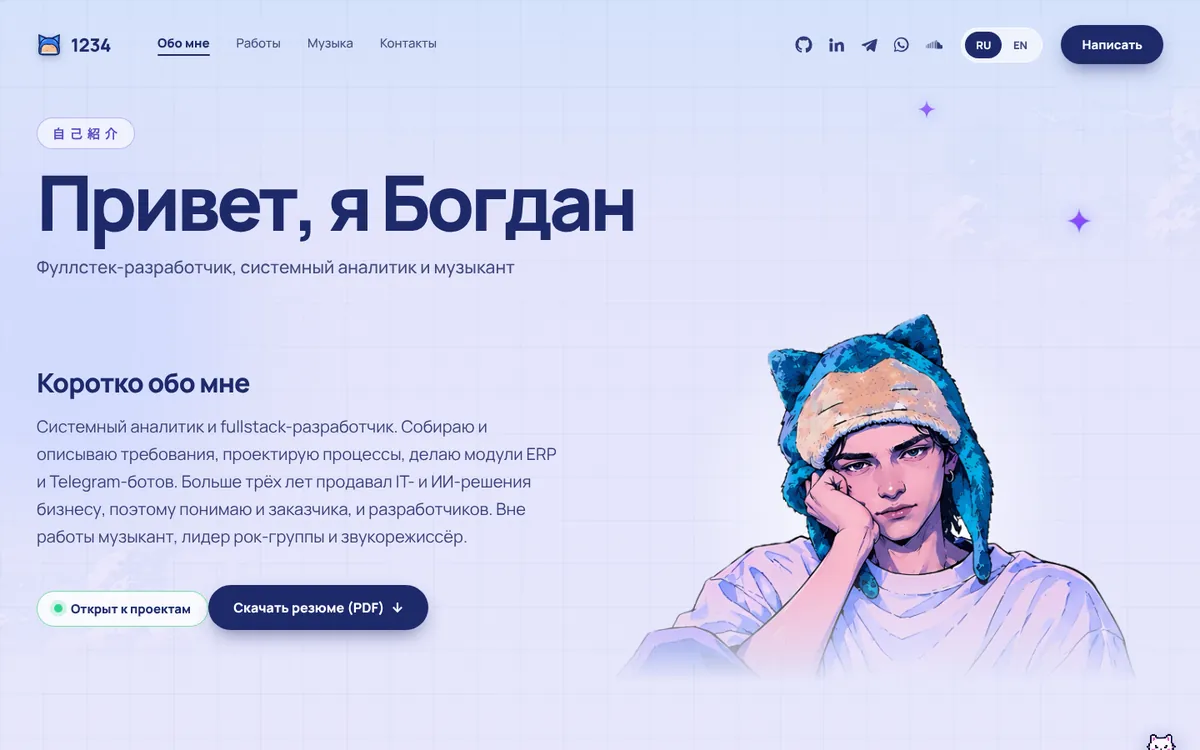 1234
Обо мне
Работы
Музыка
Контакты
RU
EN
Написать
自己紹介
Привет, я Богдан
Фуллстек-разработчик, системный аналитик и музыкант
Коротко обо мне
Системный аналитик и fullstack-разработчик. Собираю и
описываю требования, проектирую процессы, делаю модули ERP
и Telegram-ботов. Больше трёх лет продавал IT- и ИИ-решения
бизнесу, поэтому понимаю и заказчика, и разработчиков. Вне
работы музыкант, лидер рок-группы и звукорежиссёр.
Открыт к проектам
Скачать резюме (PDF) ↓